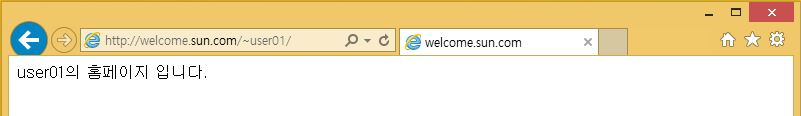 http://welcome.sun.com/~user01/
welcome.sun.com
user01의 홈페이지 입니다.